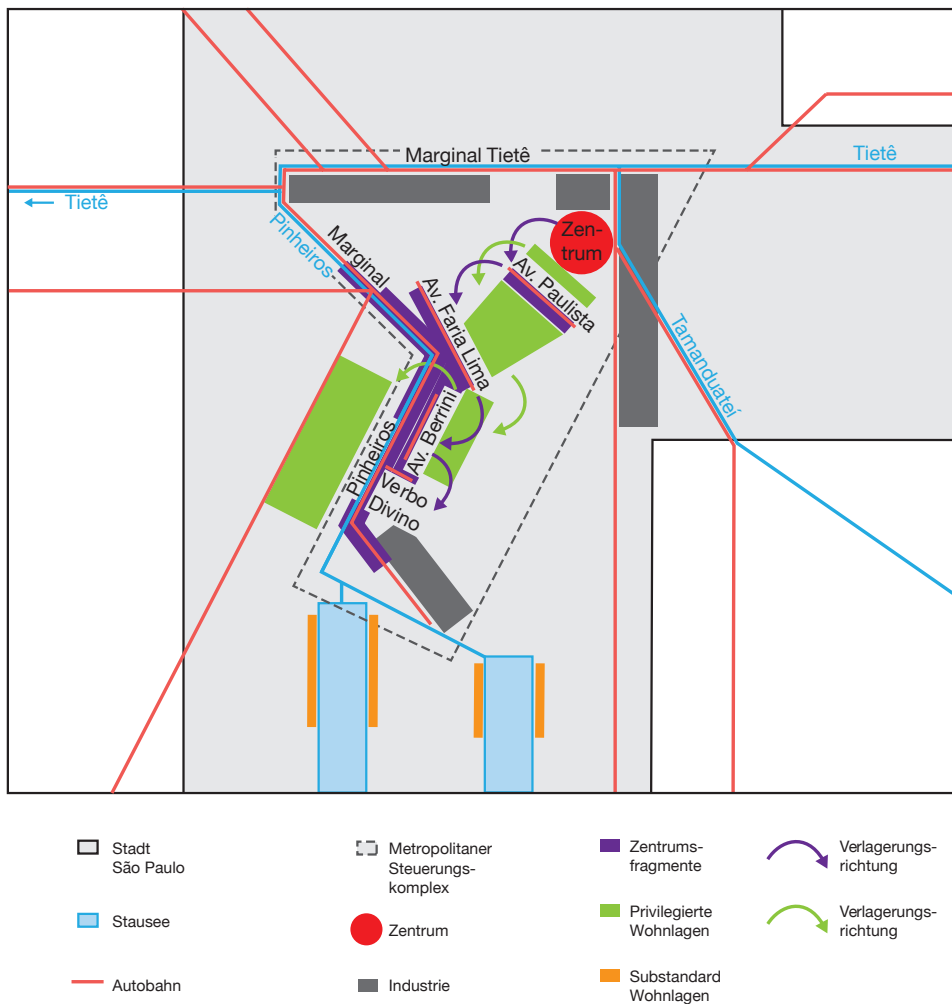 Marginal Tietê
Tietê
← Tietê
Pinheiros
Marginal
Zen-
trum
Av. Paulista
Av. Faria Lima
Tamanduateí
Av. Berrini
Pinheiros
Verbo
Divino
Stadt
São Paulo
Stausee
Autobahn
Metropolitaner
Steuerungs-
komplex
Zentrum
Industrie
Zentrums-
fragmente
Privilegierte
Wohnlagen
Substandard
Wohnlagen
Verlagerungs-
richtung
Verlagerungs-
richtung